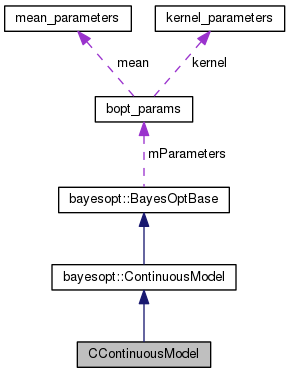 mean_parameters
kernel_parameters
mean
kernel
bopt_params
mParameters
bayesopt::BayesOptBase
bayesopt::ContinuousModel
CContinuousModel